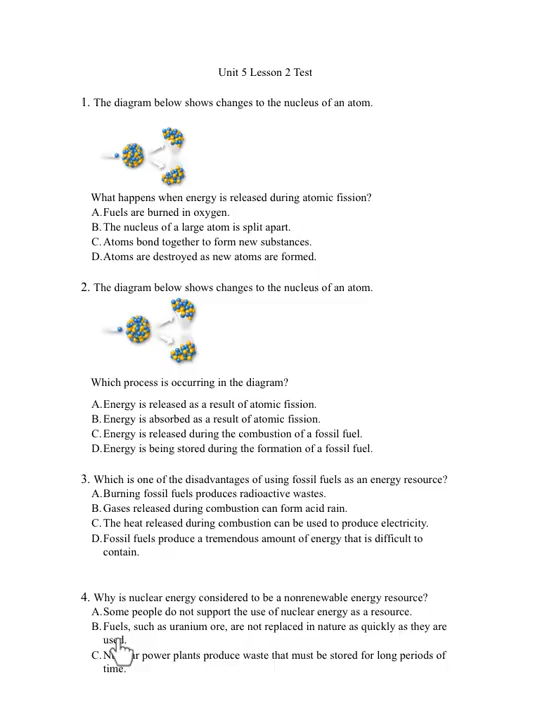 Unit 5 Lesson 2 Test
1. The diagram below shows changes to the nucleus of an atom.
What happens when energy is released during atomic fission?
A.Fuels are burned in oxygen.
B.The nucleus of a large atom is split apart.
C.Atoms bond together to form new substances.
D.Atoms are destroyed as new atoms are formed.
2. The diagram below shows changes to the nucleus of an atom.
Which process is occurring in the diagram?
A.Energy is released as a result of atomic fission.
B.Energy is absorbed as a result of atomic fission.
C.Energy is released during the combustion of a fossil fuel.
D.Energy is being stored during the formation of a fossil fuel.
3. Which is one of the disadvantages of using fossil fuels as an energy resource?
A.Burning fossil fuels produces radioactive wastes.
B.Gases released during combustion can form acid rain.
C.The heat released during combustion can be used to produce electricity.
D.Fossil fuels produce a tremendous amount of energy that is difficult to
contain.
4. Why is nuclear energy considered to be a nonrenewable energy resource?
A.Some people do not support the use of nuclear energy as a resource.
B.Fuels, such as uranium ore, are not replaced in nature as quickly as they are
used.
C. power plants produce waste that must be stored for long periods of
time.